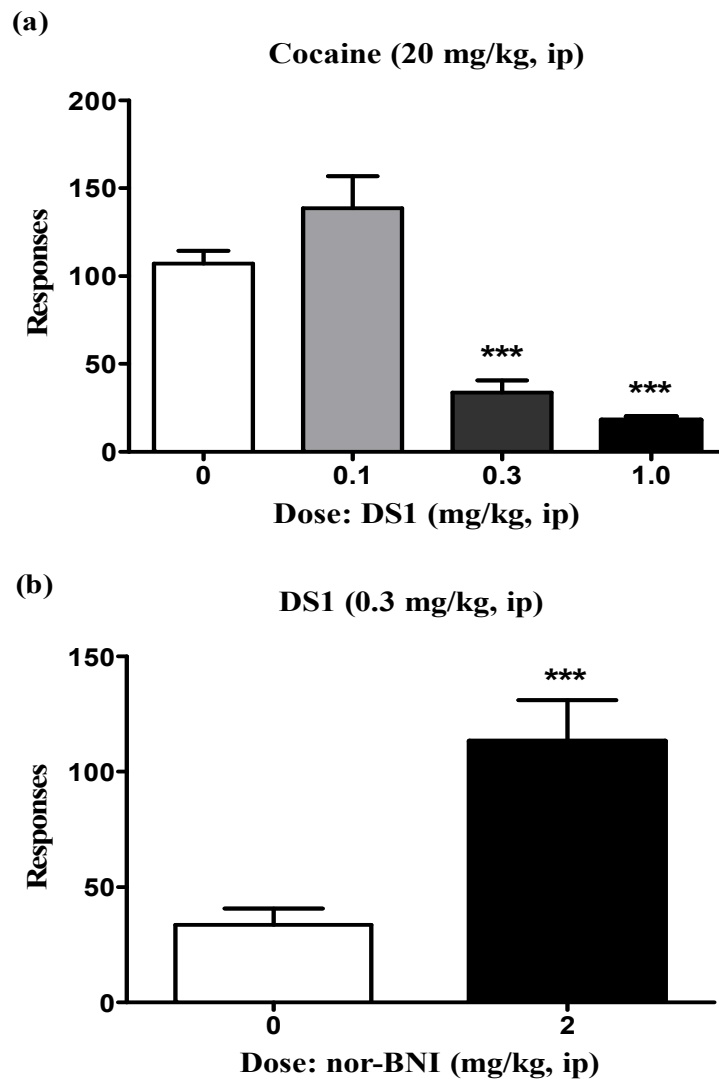 (a)
Cocaine (20 mg/kg, ip)
200
150
100
50
0
Responses
***
***
0 0.1 0.3 1.0
Dose: DS1 (mg/kg, ip)
(b)
DS1 (0.3 mg/kg, ip)
150
100
50
0
Responses
***
0 2
Dose: nor-BNI (mg/kg, ip)